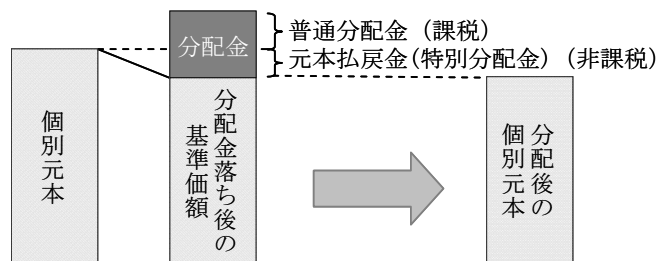 分配金
普通分配金（課税）
元本払戻金（特別分配金）（非課税）
個別元本
分配金落ち後の
基準価額
分配後の
個別元本